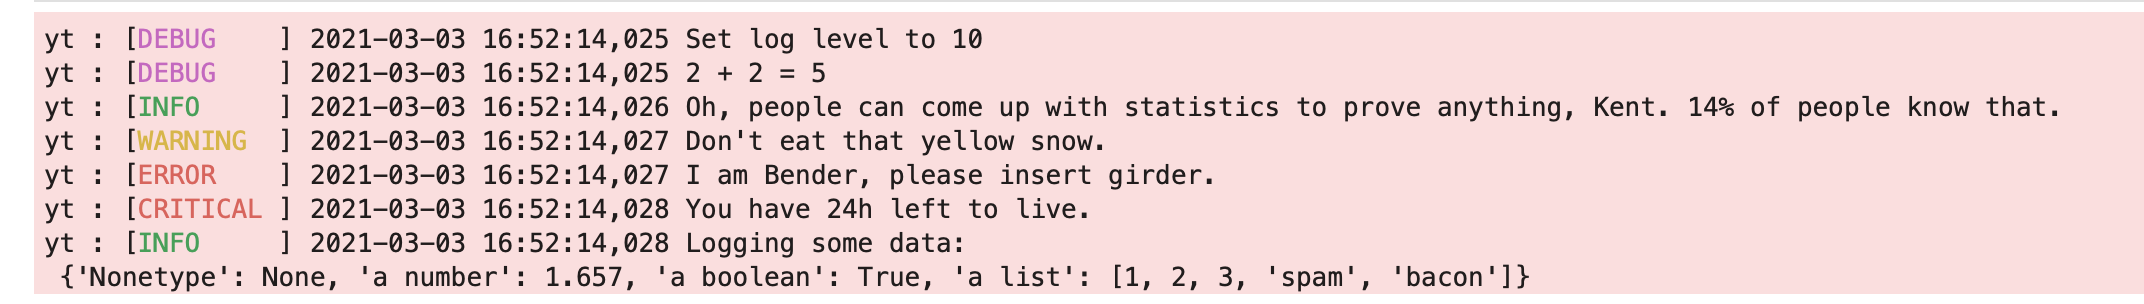 yt : [DEBUG    ] 2021-03-03 16:52:14,025 Set log level to 10
yt : [DEBUG    ] 2021-03-03 16:52:14,025 2 + 2 = 5
yt : [INFO     ] 2021-03-03 16:52:14,026 Oh, people can come up with statistics to prove anything, Kent. 14% of people know that.
yt : [WARNING  ] 2021-03-03 16:52:14,027 Don't eat that yellow snow.
yt : [ERROR    ] 2021-03-03 16:52:14,027 I am Bender, please insert girder.
yt : [CRITICAL ] 2021-03-03 16:52:14,028 You have 24h left to live.
yt : [INFO     ] 2021-03-03 16:52:14,028 Logging some data:
 {'Nonetype': None, 'a number': 1.657, 'a boolean': True, 'a list': [1, 2, 3, 'spam', 'bacon']}